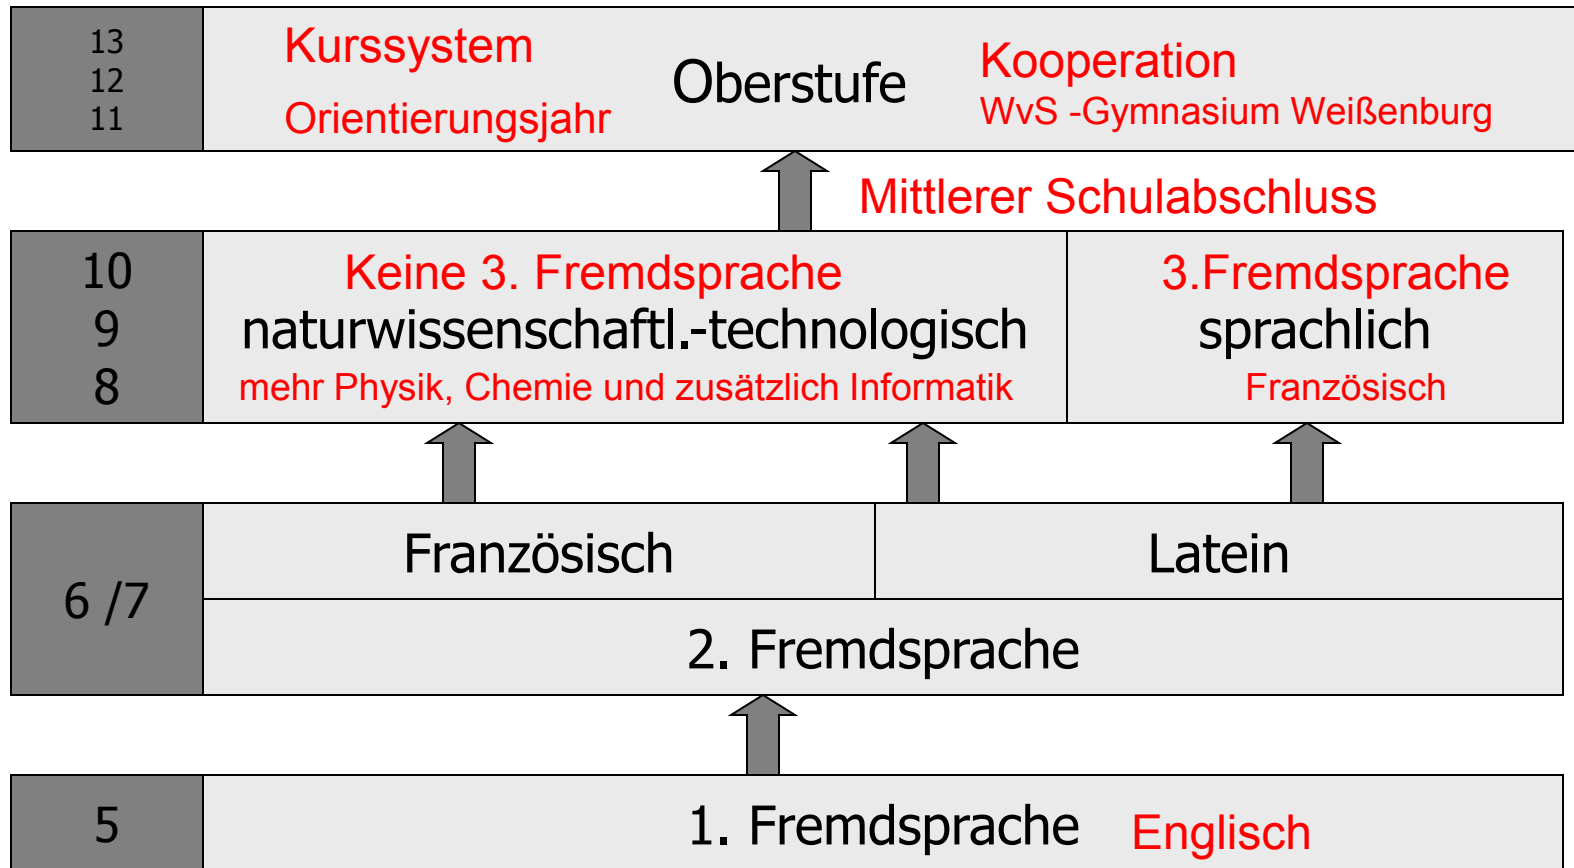 13
12
11
Kurssystem
Orientierungsjahr
Oberstufe
Kooperation
WvS -Gymnasium Weißenburg
Mittlerer Schulabschluss
10
9
8
Keine 3. Fremdsprache
naturwissenschaftl.-technologisch
mehr Physik, Chemie und zusätzlich Informatik
3.Fremdsprache
sprachlich
Französisch
6 /7
Französisch
Latein
2. Fremdsprache
5
1. Fremdsprache Englisch